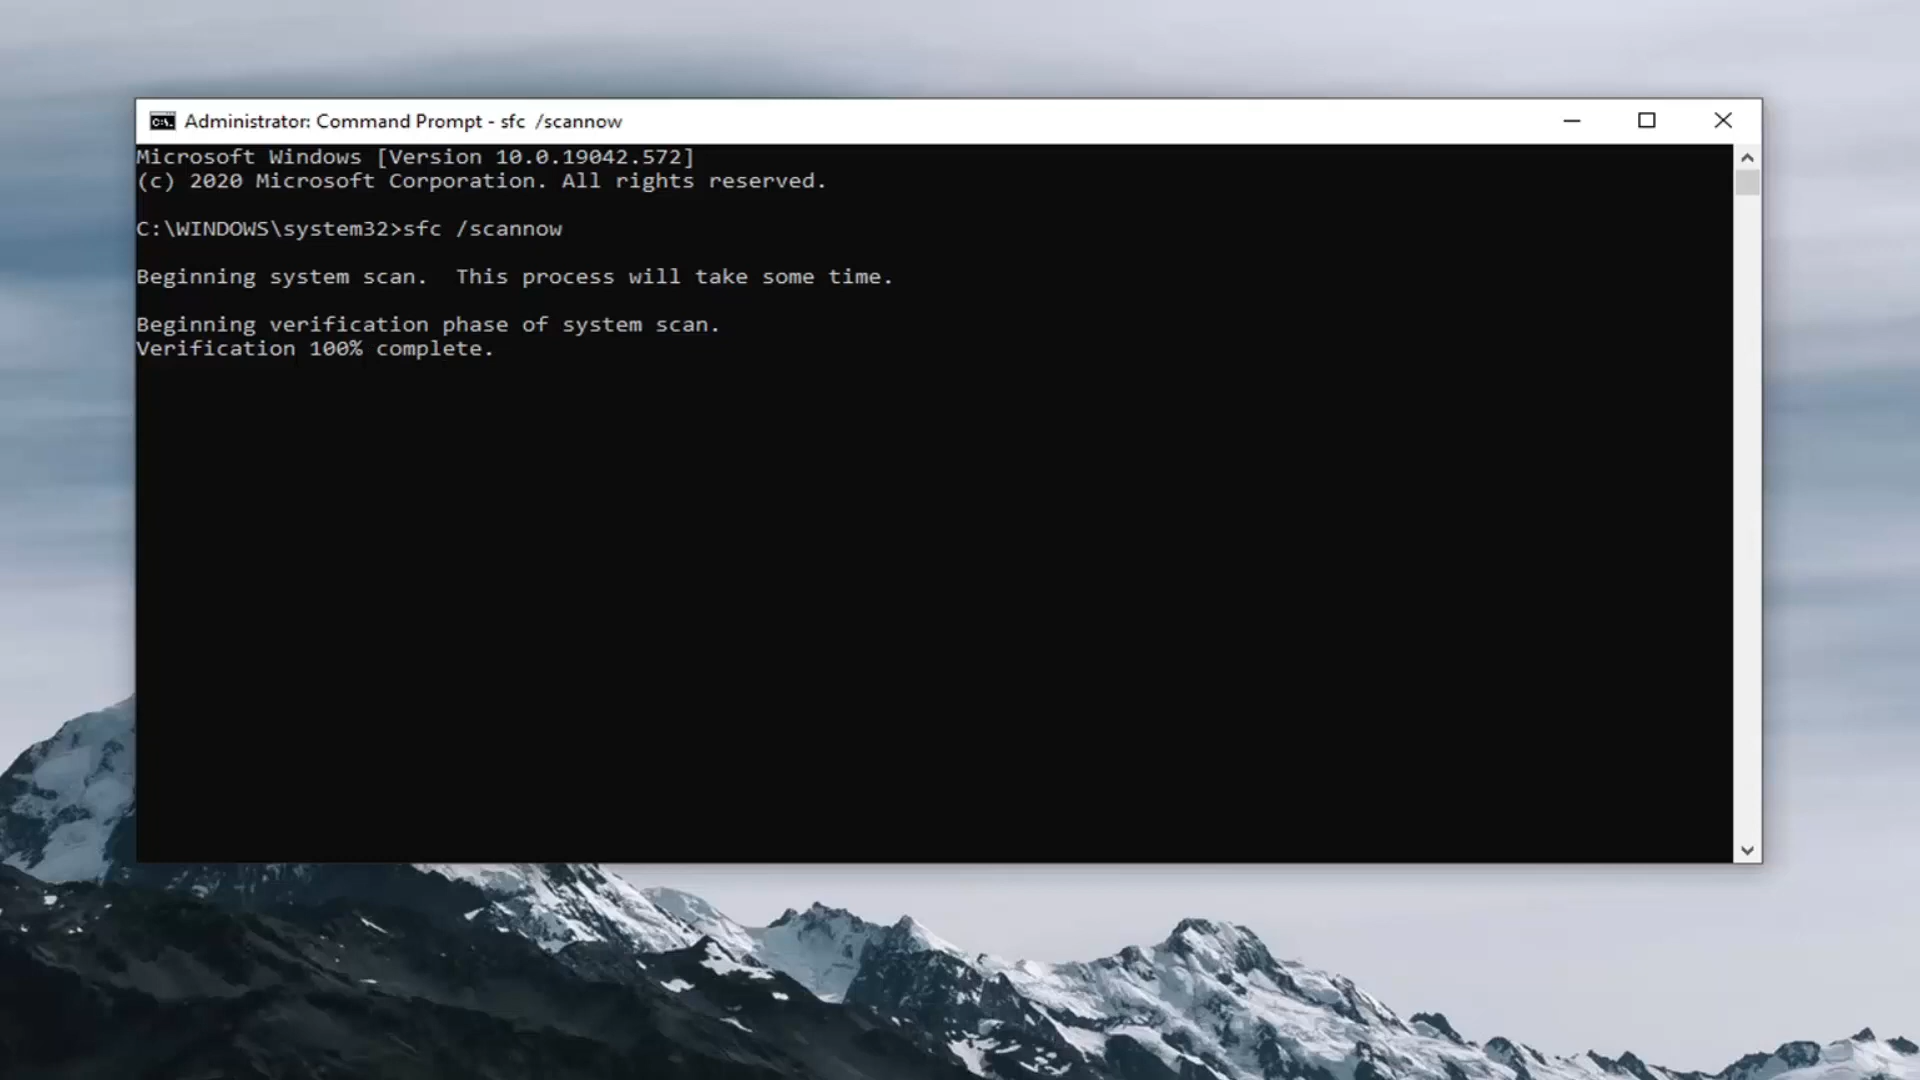 Administrator: Command Prompt - sfc  /scannow
Microsoft Windows [Version 10.0.19042.572]
(c) 2020 Microsoft Corporation. All rights reserved.
C:\WINDOWS\system32>sfc /scannow
Beginning system scan.  This process will take some time.
Beginning verification phase of system scan.
Verification 100% complete.